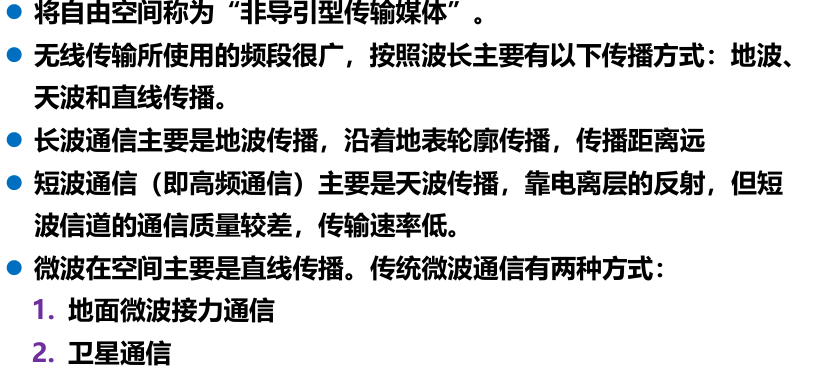 将自由空间称为“非导引型传输媒体”。
无线传输所使用的频段很广，按照波长主要有以下传播方式：地波、
天波和直线传播。
长波通信主要是地波传播，沿着地表轮廓传播，传播距离远
短波通信（即高频通信）主要是天波传播，靠电离层的反射，但短
波信道的通信质量较差，传输速率低。
微波在空间主要是直线传播。传统微波通信有两种方式：
1. 地面微波接力通信
2. 卫星通信